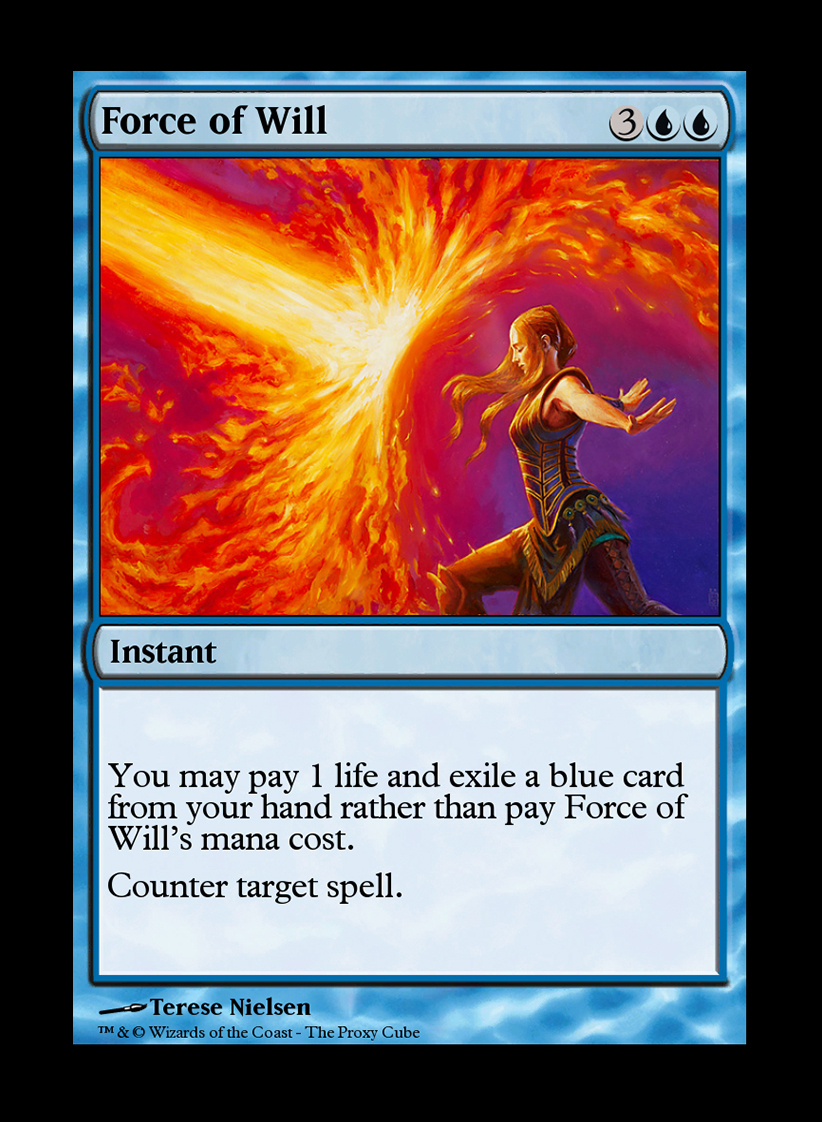 Force of Will 3
Instant
You may pay 1 life and exile a blue card
from your hand rather than pay Force of
Will's mana cost.
Counter target spell.
Terese Nielsen
™ & © Wizards of the Coast - The Proxy Cube